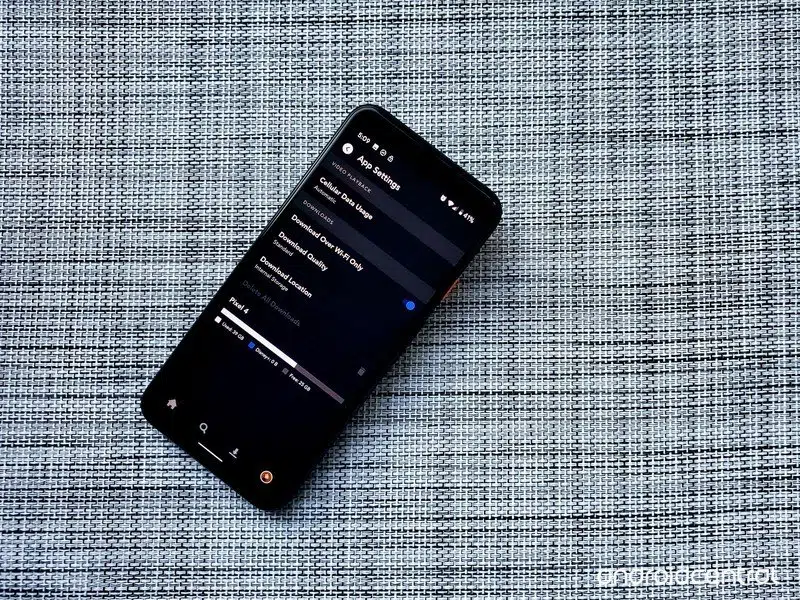 5:09
41%
App Settings
VIDEO PLAYBACK
Cellular Data Usage
Automatic
DOWNLOADS
Download Over Wi-Fi Only
Download Quality
Standard
Download Location
Internal Storage
Delete All Downloads
Pixel 4
Used: 39 GB
Disney+: 0 B
Free: 25 GB
androidcentral